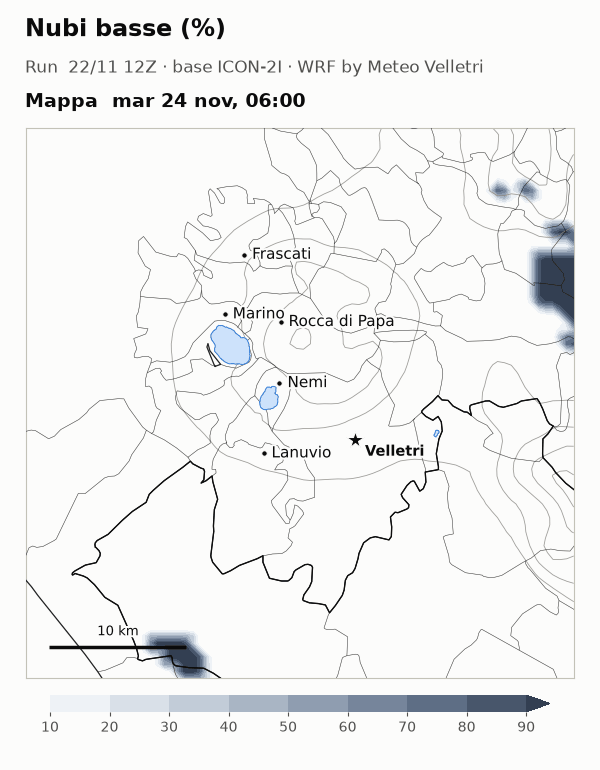 Nubi basse (%)
Run  22/11 12Z · base ICON-2I · WRF by Meteo Velletri
Mappa  mar 24 nov, 06:00
Frascati
Marino
Rocca di Papa
Nemi
Velletri
Lanuvio
10 km
10 20 30 40 50 60 70 80 90